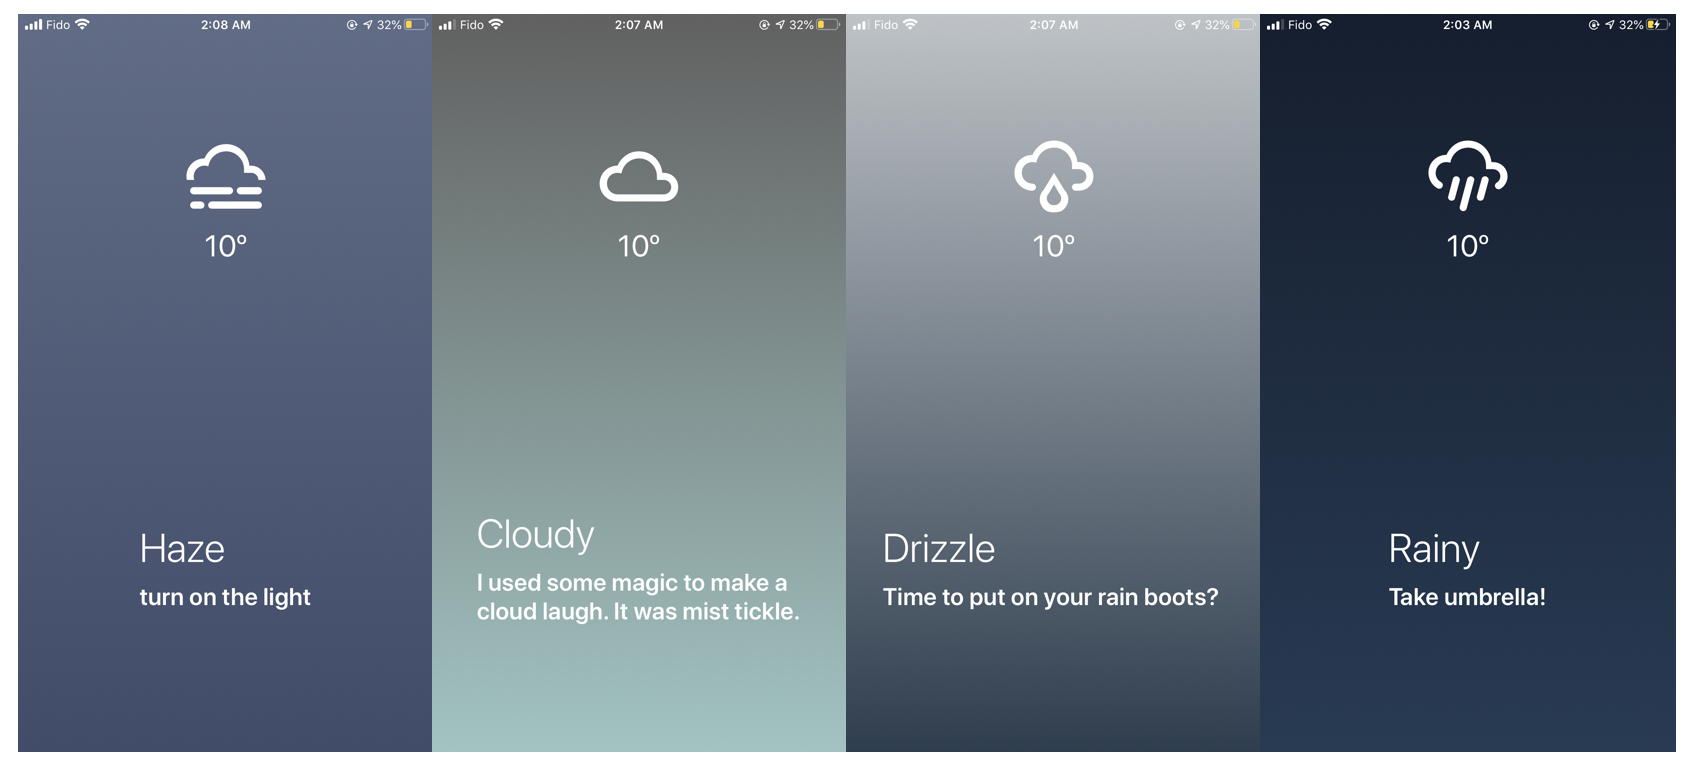 Fido 2:08 AM 32%
10°
Haze
turn on the light
Fido 2:07 AM 32%
10°
Cloudy
I used some magic to make a
cloud laugh. It was mist tickle.
Fido 2:07 AM 32%
10°
Drizzle
Time to put on your rain boots?
Fido 2:03 AM 32%
10°
Rainy
Take umbrella!